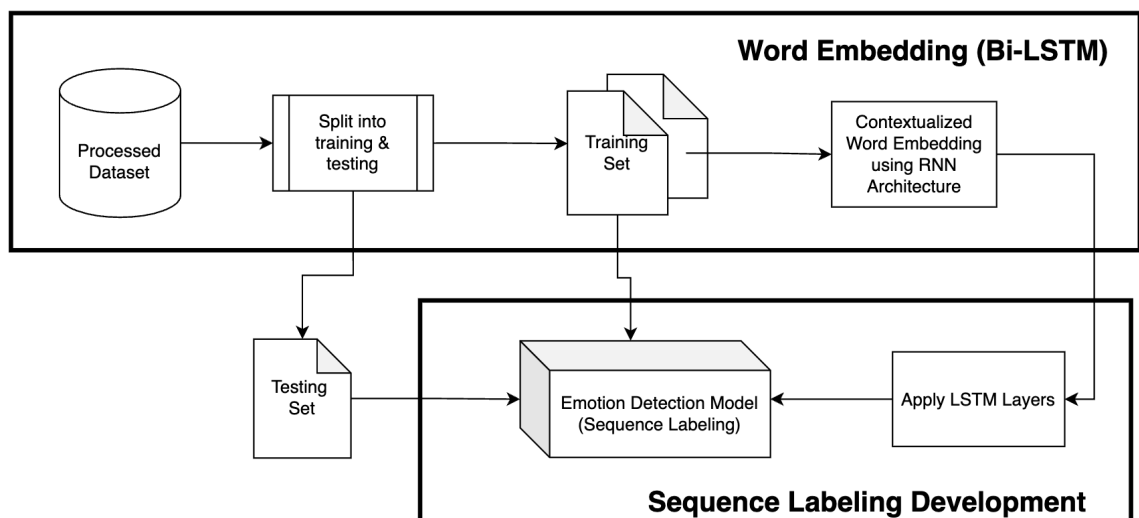 Word Embedding (Bi-LSTM)
Processed
Dataset
Split into
training &
testing
Training
Set
Contextualized
Word Embedding
using RNN
Architecture
Testing
Set
Emotion Detection Model
(Sequence Labeling)
Apply LSTM Layers
Sequence Labeling Development